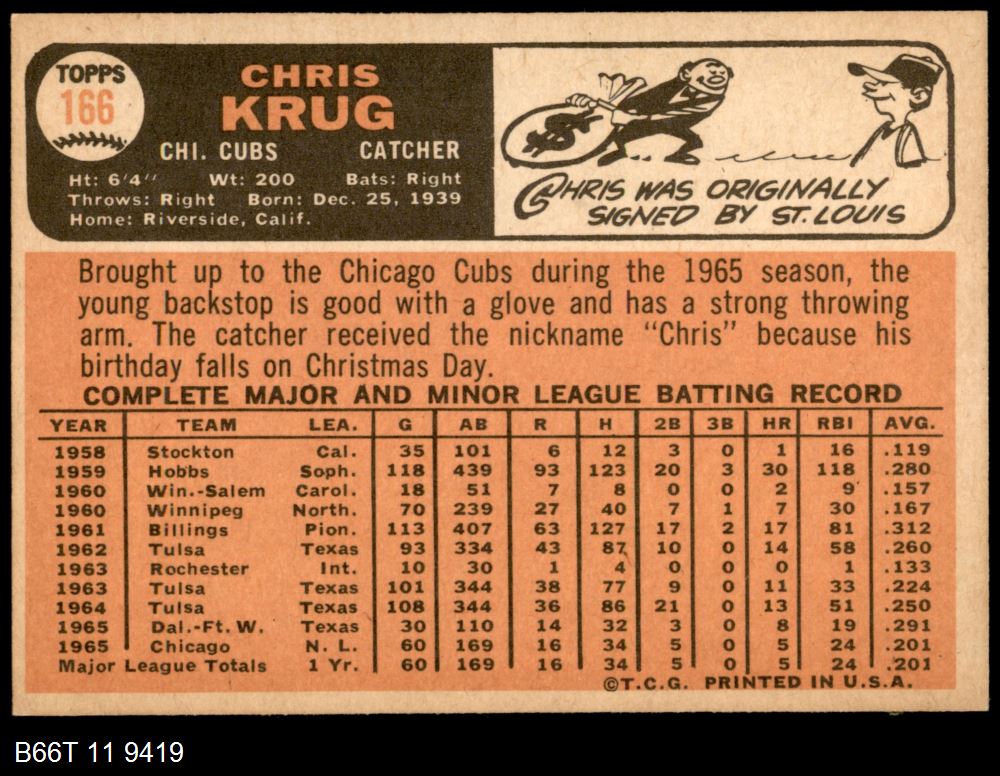 TOPPS
166
CHRIS
KRUG
CHI. CUBS CATCHER
Ht: 6'4" Wt: 200 Bats: Right
Throws: Right Born: Dec. 25, 1939
Home: Riverside, Calif.
CHRIS WAS ORIGINALLY
SIGNED BY ST. LOUIS
Brought up to the Chicago Cubs during the 1965 season, the
young backstop is good with a glove and has a strong throwing
arm. The catcher received the nickname "Chris" because his
birthday falls on Christmas Day.
COMPLETE MAJOR AND MINOR LEAGUE BATTING RECORD
YEAR TEAM LEA. G AB R H 2B 3B HR RBI AVG.
1958 Stockton Cal. 35 101 6 12 3 0 1 16 .119
1959 Hobbs Soph. 118 439 93 123 20 3 30 118 .280
1960 Win.-Salem Carol. 18 51 7 8 0 0 2 9 .157
1960 Winnipeg North. 70 239 27 40 7 1 7 30 .167
1961 Billings Pion. 113 407 63 127 17 2 17 81 .312
1962 Tulsa Texas 93 334 43 87 10 0 14 58 .260
1963 Rochester Int. 10 30 1 4 0 0 0 1 .133
1963 Tulsa Texas 101 344 38 77 9 0 11 33 .224
1964 Tulsa Texas 108 344 36 86 21 0 13 51 .250
1965 Dal.-Ft. W. Texas 30 110 14 32 3 0 8 19 .291
1965 Chicago N. L. 60 169 16 34 5 0 5 24 .201
Major League Totals 1 Yr. 60 169 16 34 5 0 5 24 .201
©T.C.G. PRINTED IN U.S.A.
B66T 11 9419